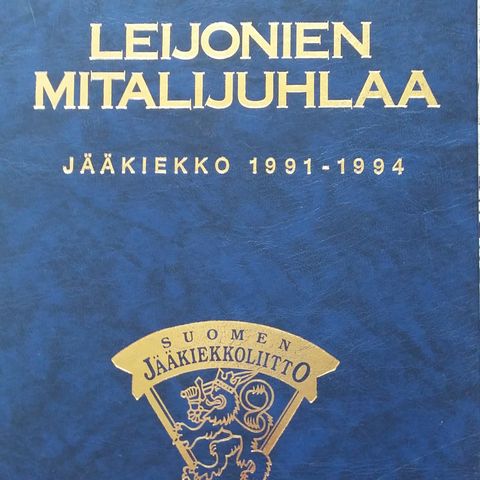 LEIJONIEN
MITALIJUHLAA
JÄÄKIEKKO 1991-1994
SUOMEN
JÄÄKIEKKOLIITTO